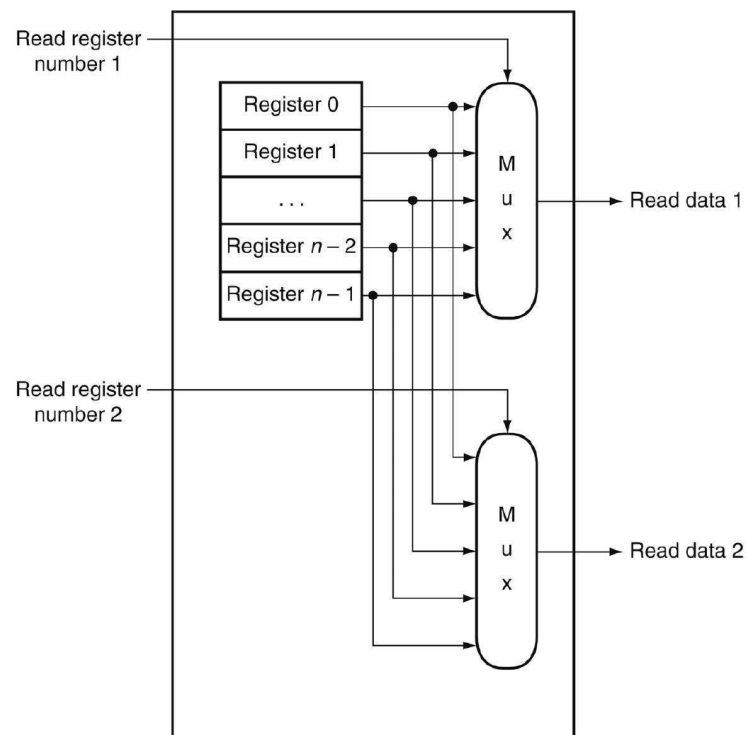 Read register
number 1
Register 0
Register 1
. . .
Register n – 2
Register n – 1
M
u
x
Read data 1
Read register
number 2
M
u
x
Read data 2